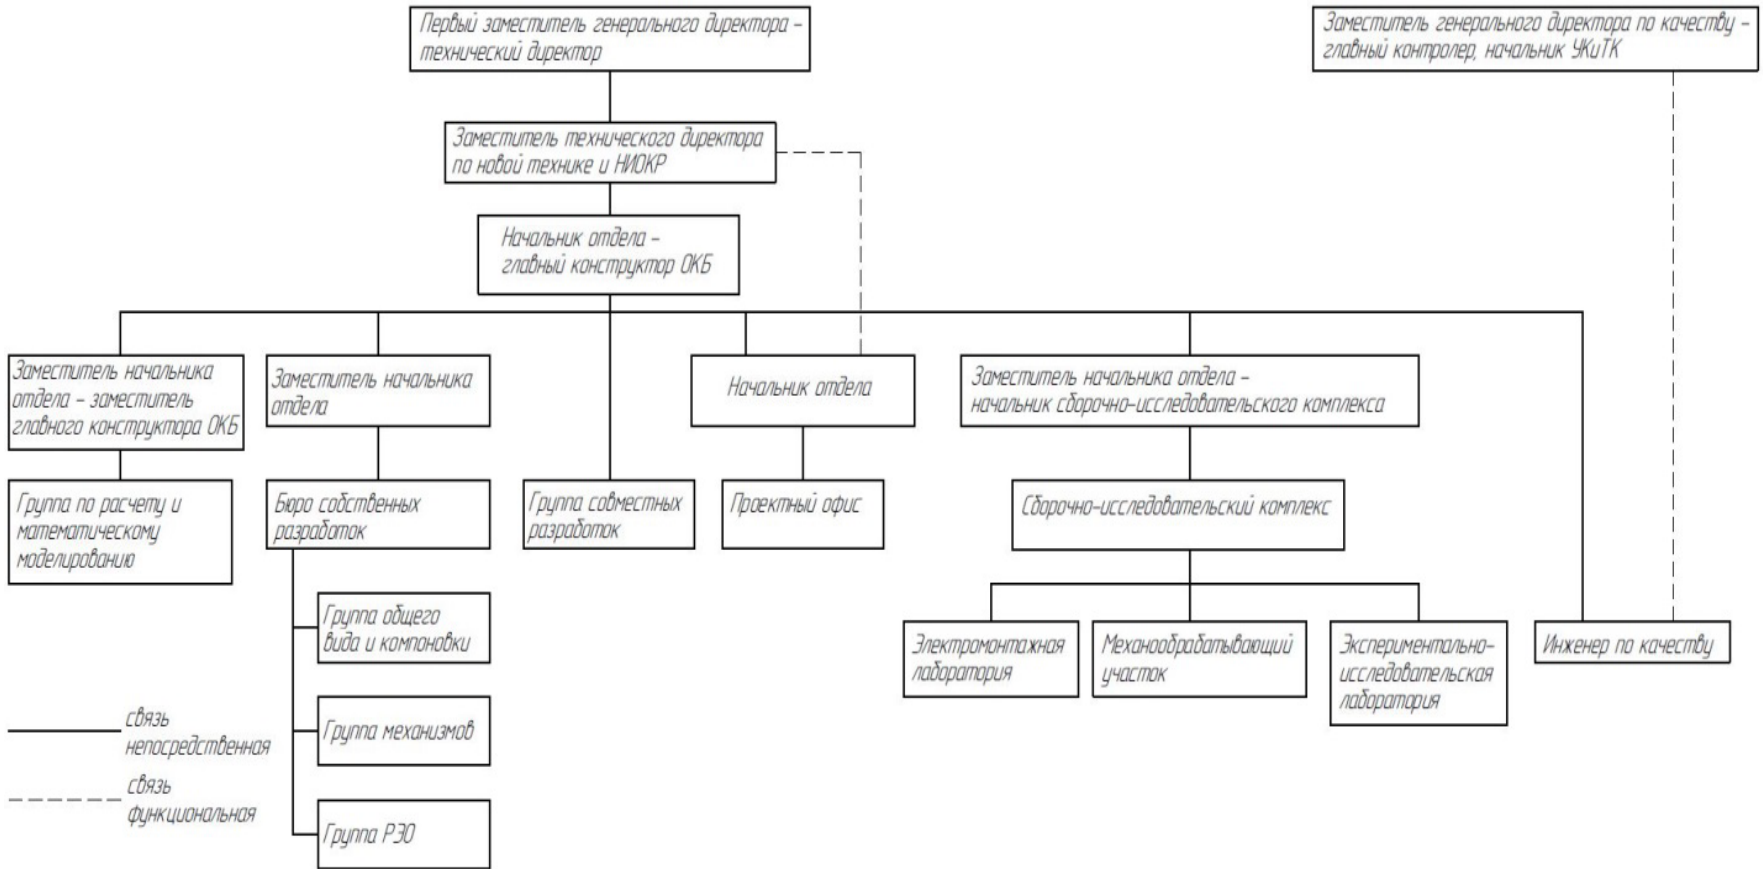 Первый заместитель генерального директора –
технический директор
Заместитель генерального директора по качеству –
главный контролер, начальник УКиТК
Заместитель технического директора
по новой технике и НИОКР
Начальник отдела –
главный конструктор ОКБ
Заместитель начальника
отдела – заместитель
главного конструктора ОКБ
Заместитель начальника
отдела
Начальник отдела
Заместитель начальника отдела –
начальник сборочно-исследовательского комплекса
Группа по расчету и
математическому
моделированию
Бюро собственных
разработок
Группа совместных
разработок
Проектный офис
Сборочно-исследовательский комплекс
Группа общего
вида и компоновки
Группа механизмов
Группа РЭО
Электромонтажная
лаборатория
Механообрабатывающий
участок
Экспериментально-
исследовательская
лаборатория
Инженер по качеству
связь
непосредственная
связь
функциональная